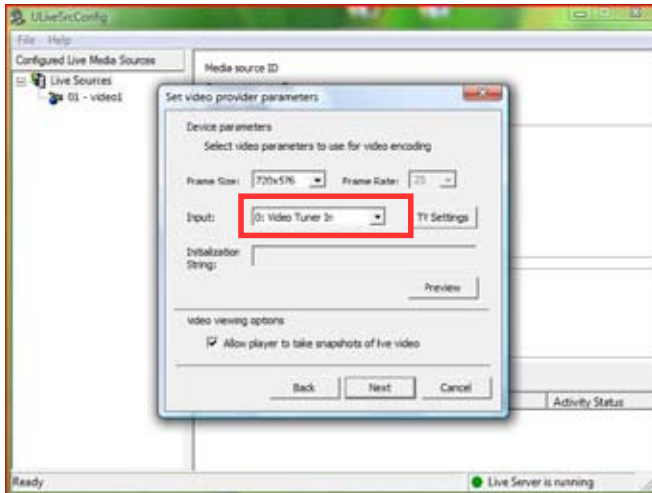 ULiveSrcConfig
File Help
Configured Live Media Sources
Live Sources
01 - video1
Media source ID
Set video provider parameters
Device parameters
Select video parameters to use for video encoding
Frame Size: 720x576 Frame Rate: 25
Input: 0: Video Tuner In TV Settings
Initialization
String:
Preview
Video viewing options
Allow player to take snapshots of live video
Back Next Cancel
Activity Status
Ready Live Server is running